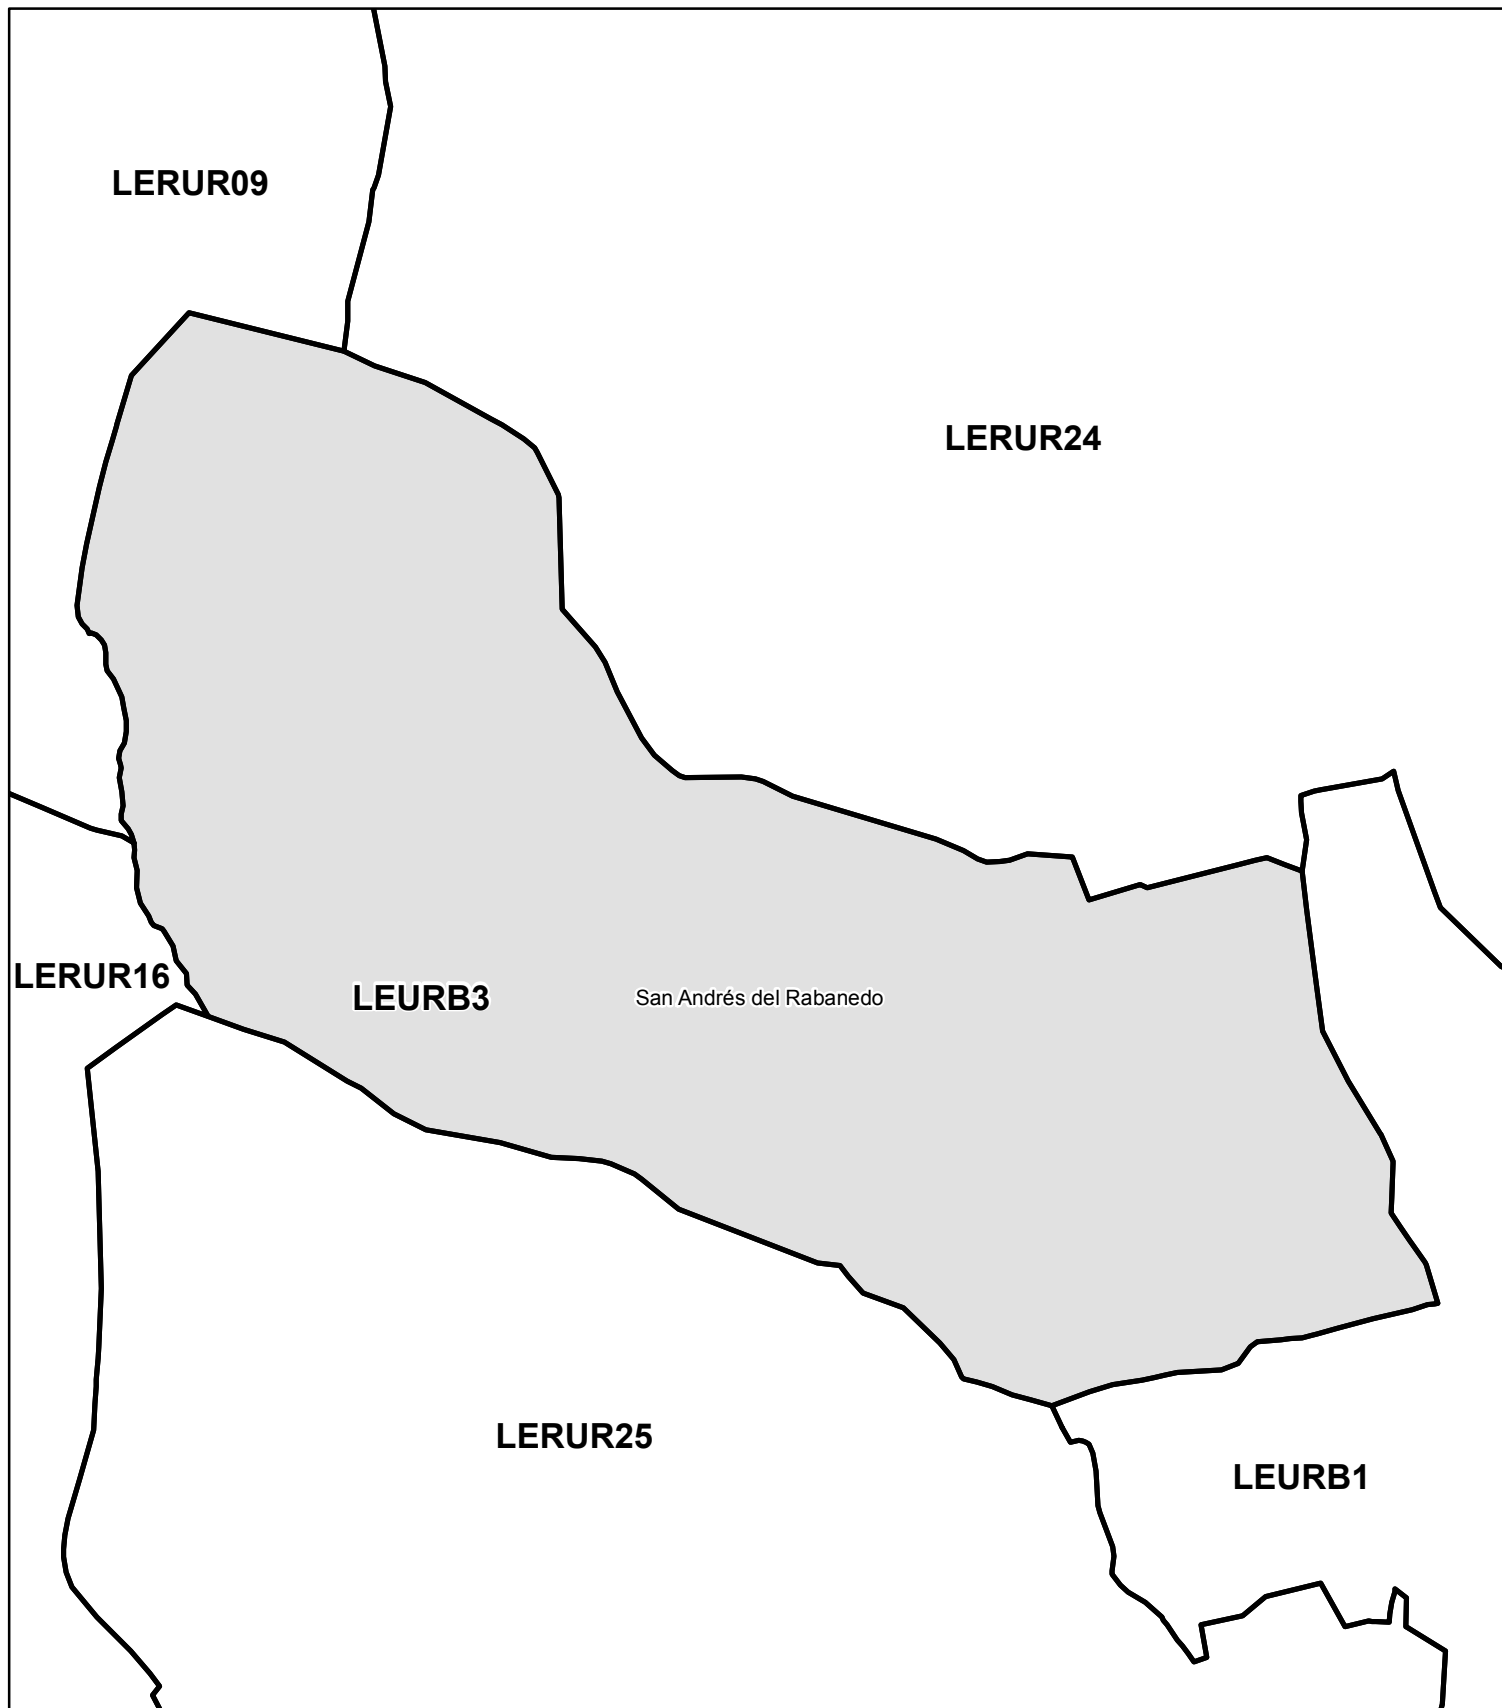 LERUR09
LERUR24
LERUR16
LEURB3
San Andrés del Rabanedo
LERUR25
LEURB1